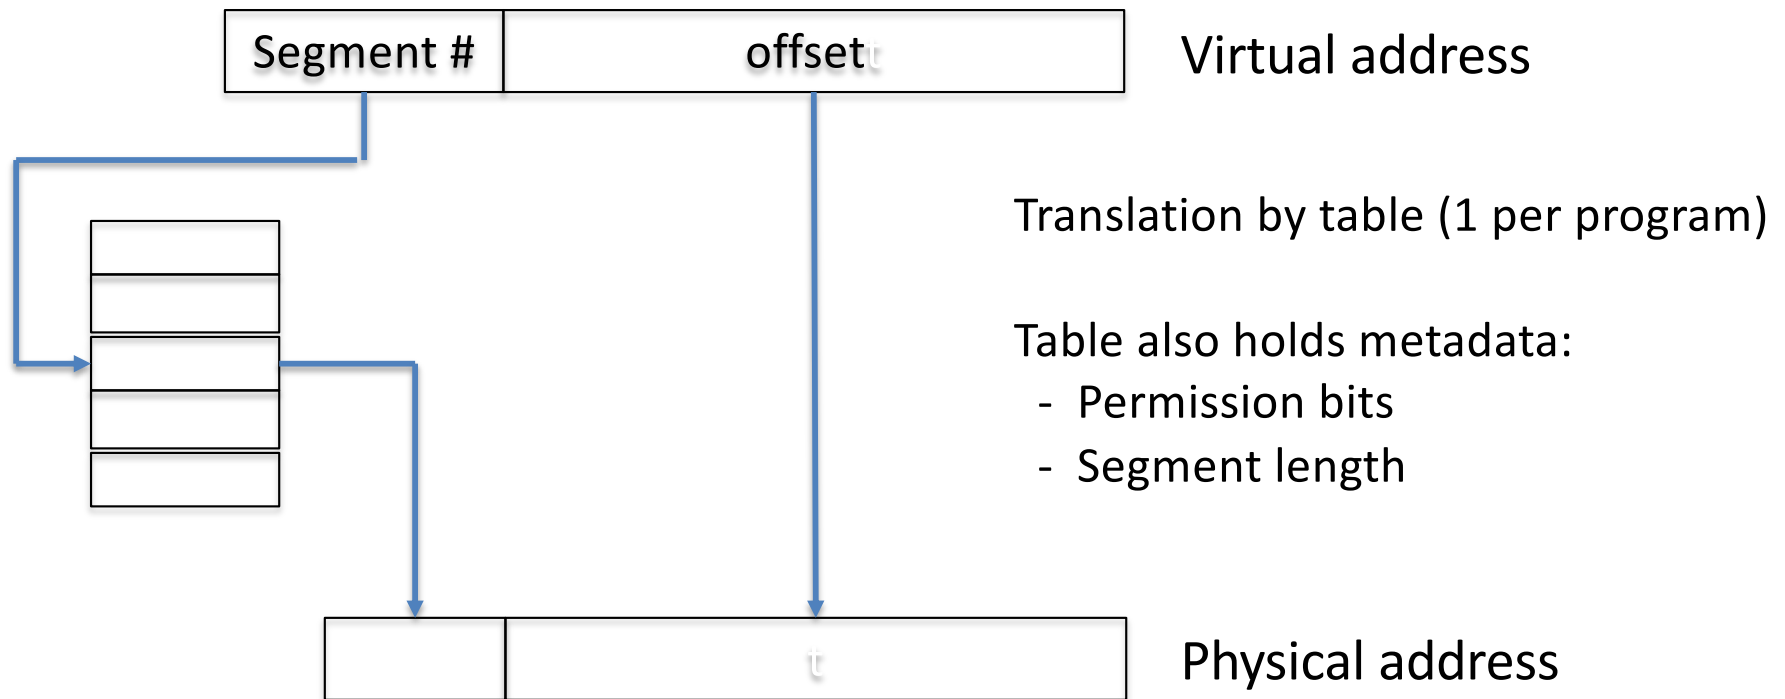 Segment #
offset
t
Virtual address
Translation by table (1 per program)
Table also holds metadata:
- Permission bits
- Segment length
t
Physical address